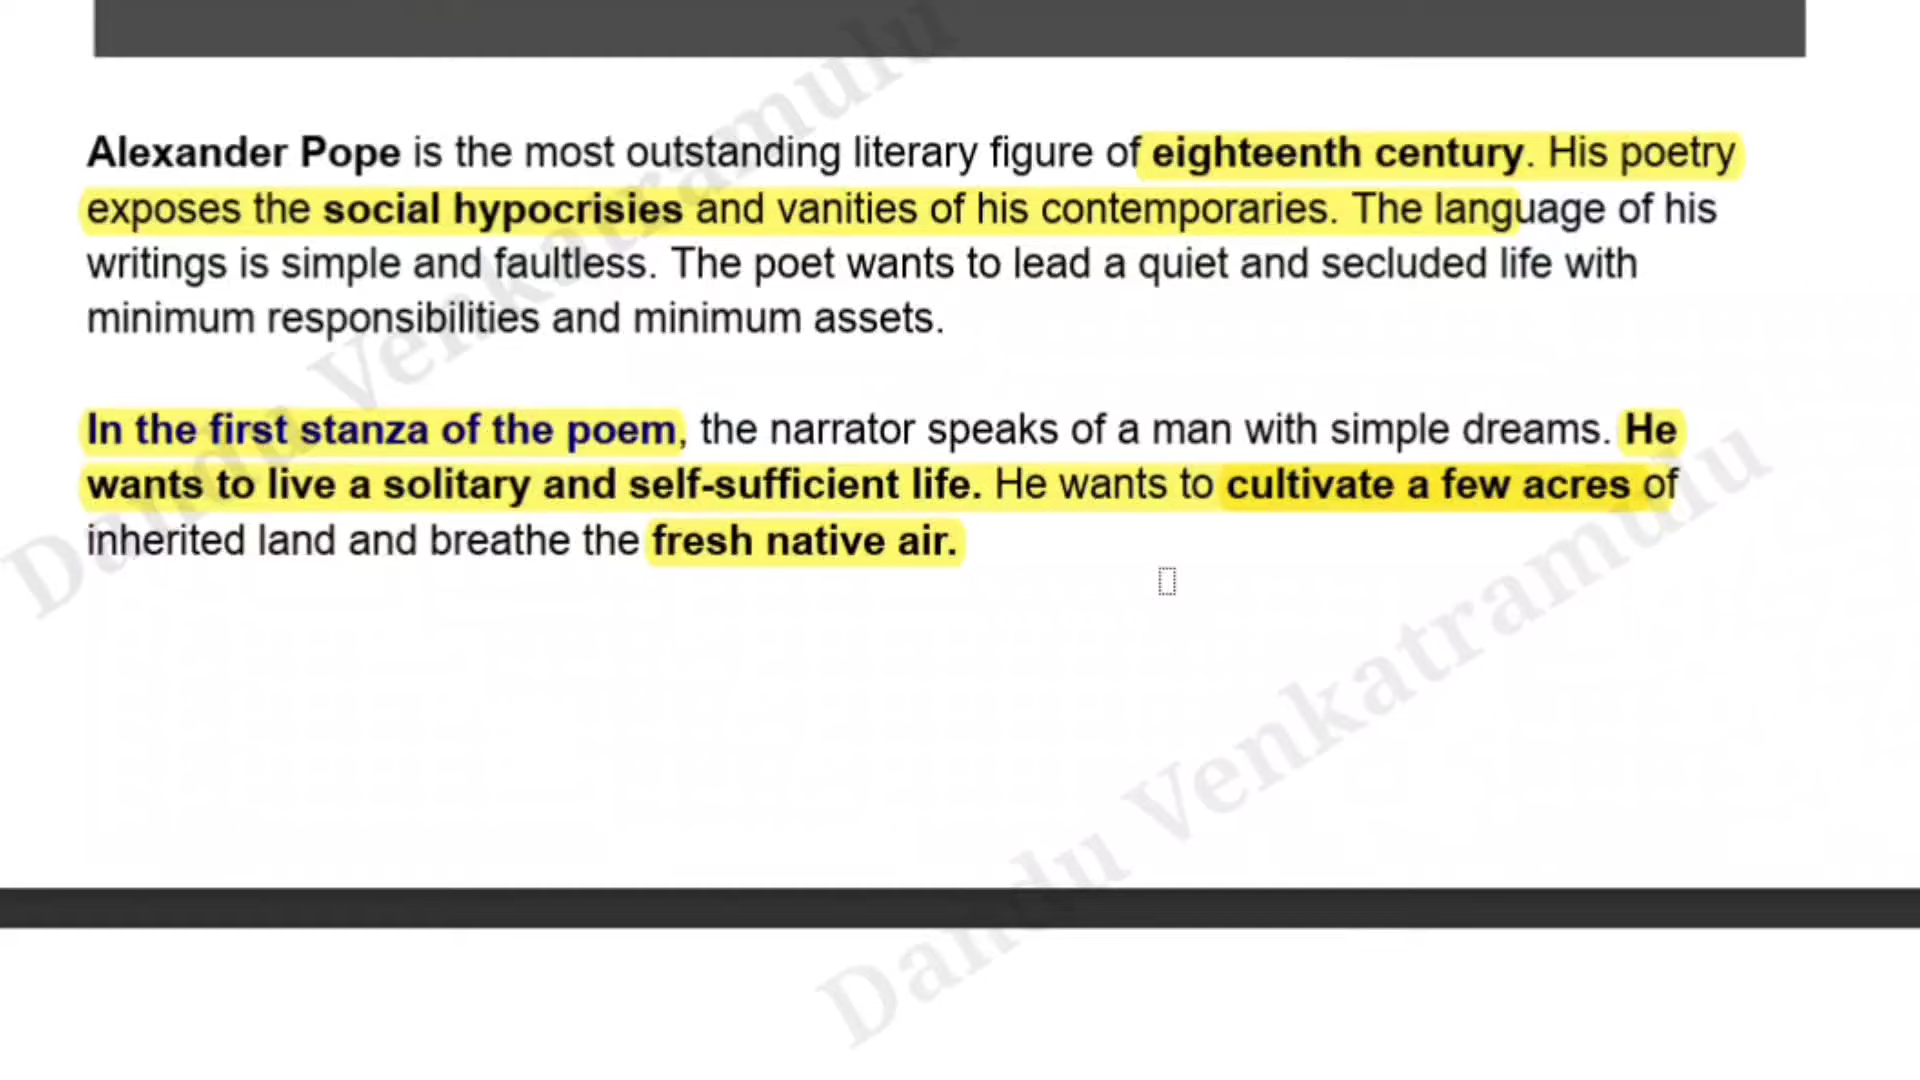 Alexander Pope is the most outstanding literary figure of eighteenth century. His poetry
exposes the social hypocrisies and vanities of his contemporaries. The language of his
writings is simple and faultless. The poet wants to lead a quiet and secluded life with
minimum responsibilities and minimum assets.
In the first stanza of the poem, the narrator speaks of a man with simple dreams. He
wants to live a solitary and self-sufficient life. He wants to cultivate a few acres of
inherited land and breathe the fresh native air.
Dandu Venkatramulu
Dandu Venkatramulu